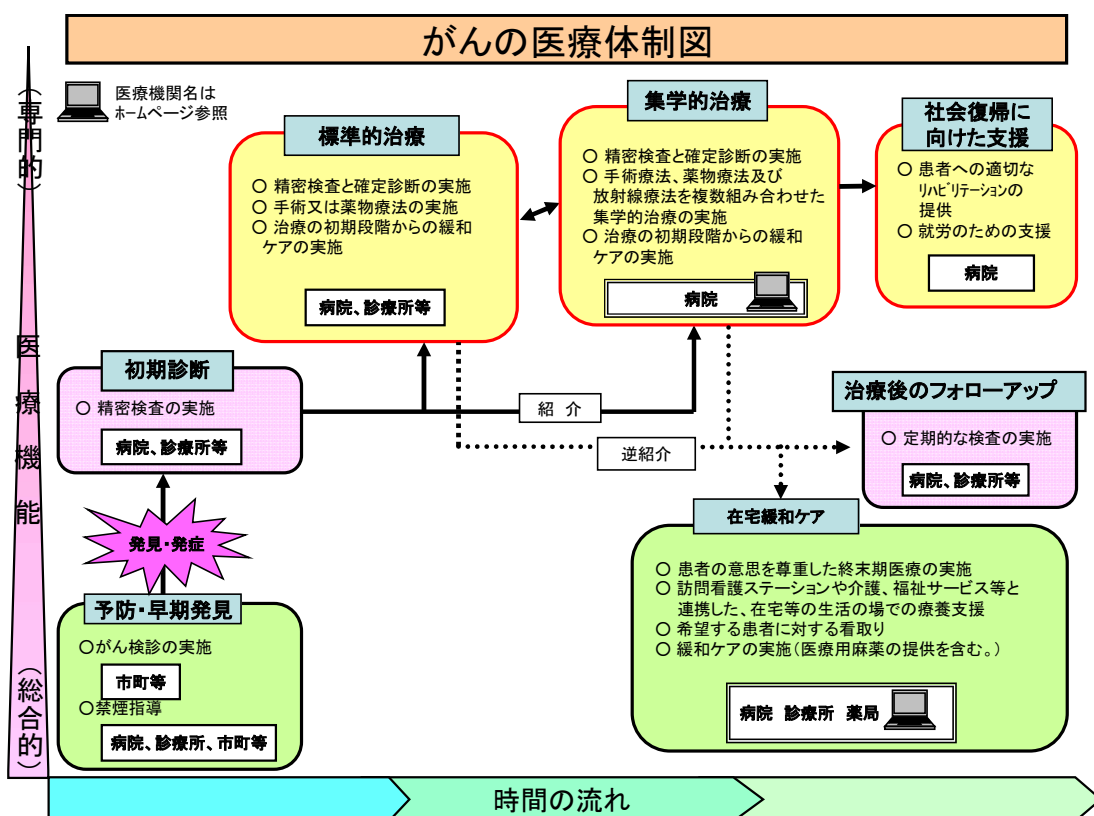 がんの医療体制図
(専門的)
医療機能
(総合的)
医療機関名は
ホームページ参照
標準的治療
○ 精密検査と確定診断の実施
○ 手術又は薬物療法の実施
○ 治療の初期段階からの緩和
ケアの実施
病院、診療所等
集学的治療
○ 精密検査と確定診断の実施
○ 手術療法、薬物療法及び
放射線療法を複数組み合わせた
集学的治療の実施
○ 治療の初期段階からの緩和
ケアの実施
病院
社会復帰に
向けた支援
○ 患者への適切な
リハビリテーションの
提供
○ 就労のための支援
病院
初期診断
○ 精密検査の実施
病院、診療所等
紹 介
逆紹介
治療後のフォローアップ
○ 定期的な検査の実施
病院、診療所等
発見・発症
予防・早期発見
○がん検診の実施
市町等
○禁煙指導
病院、診療所、市町等
在宅緩和ケア
○ 患者の意思を尊重した終末期医療の実施
○ 訪問看護ステーションや介護、福祉サービス等と
連携した、在宅等の生活の場での療養支援
○ 希望する患者に対する看取り
○ 緩和ケアの実施(医療用麻薬の提供を含む。)
病院 診療所 薬局
時間の流れ